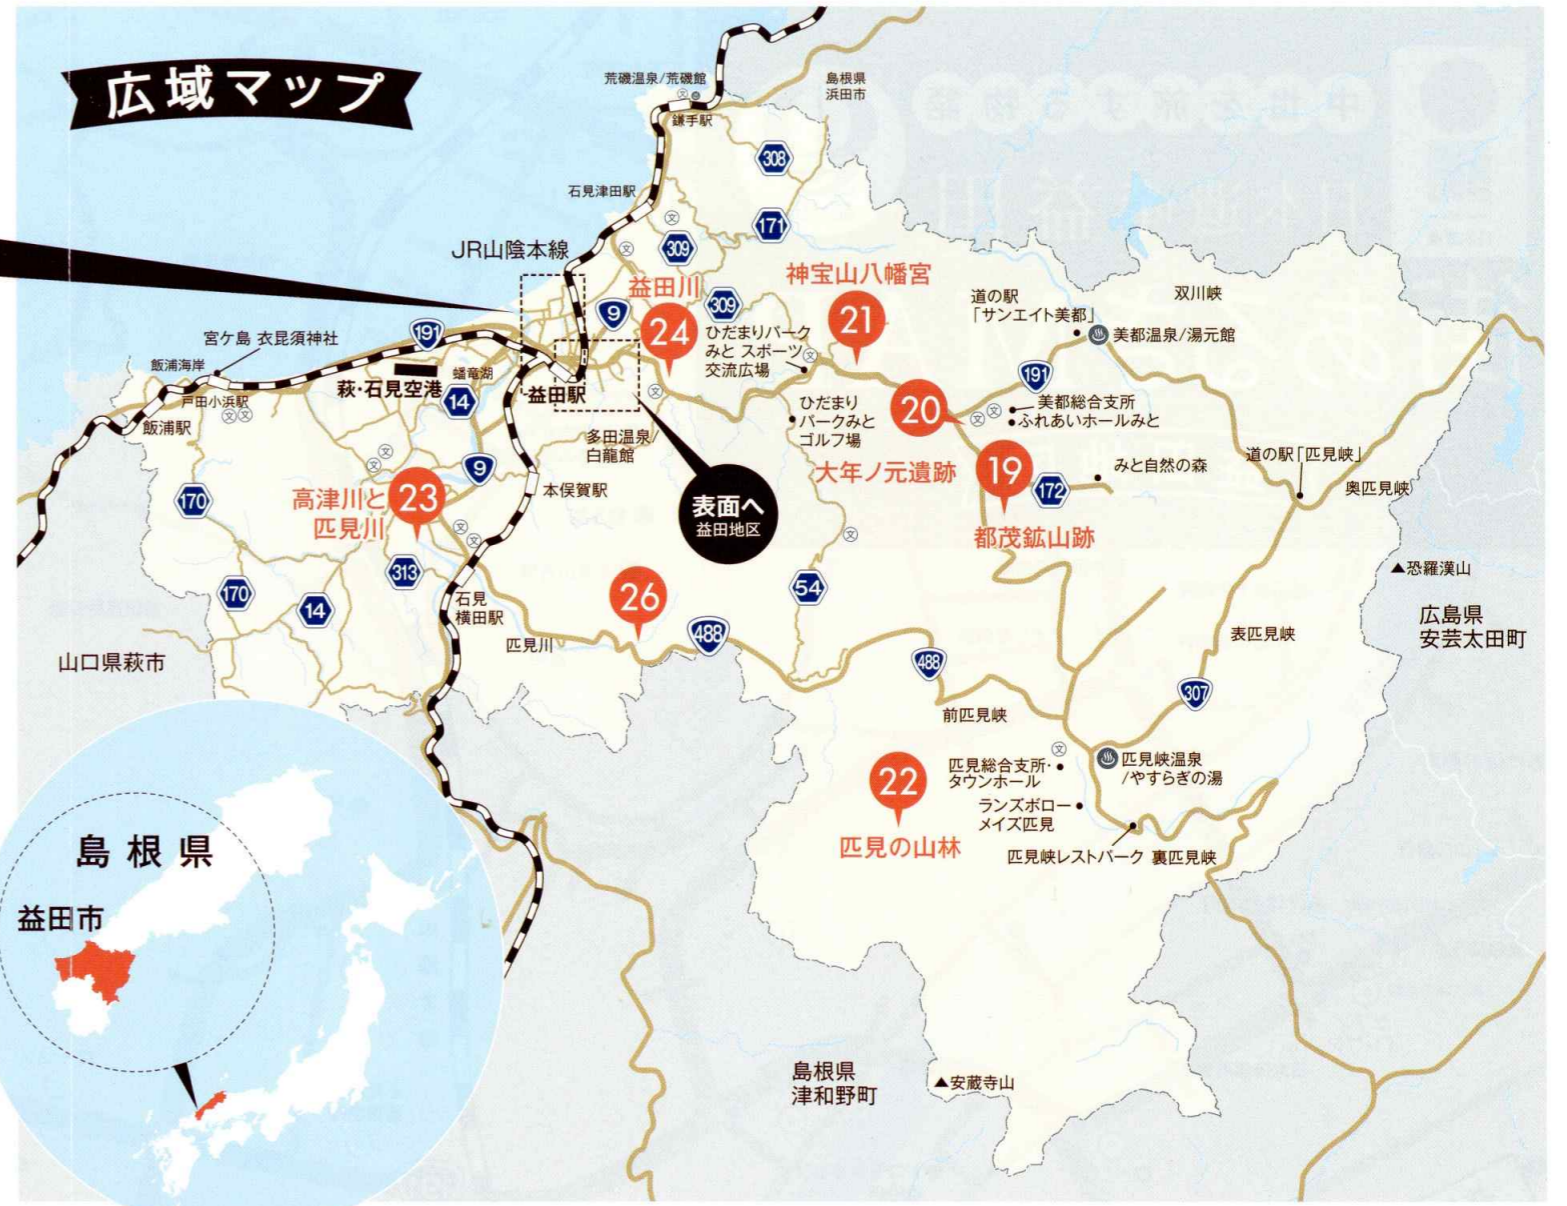 広域マップ
荒磯温泉/荒磯館
鎌手駅
島根県
浜田市
308
石見津田駅
171
309
JR山陰本線
益田川
24
309
9
神宝山八幡宮
21
ひだまりパーク
みと スポーツ
交流広場
道の駅
「サンエイト美都」
双川峡
美都温泉/湯元館
191
宮ケ島 衣毘須神社
191
飯浦海岸
戸田小浜駅
飯浦駅
萩・石見空港
蟠竜湖
14
益田駅
20
大年ノ元遺跡
ひだまり
パークみと
ゴルフ場
美都総合支所
ふれあいホールみと
多田温泉/
白龍館
19
都茂鉱山跡
172
みと自然の森
道の駅「匹見峡」
奥匹見峡
9
本俣賀駅
表面へ
益田地区
高津川と
匹見川
23
170
文
313
170
14
石見
横田駅
26
54
恐羅漢山
広島県
安芸太田町
山口県萩市
匹見川
488
488
表匹見峡
307
前匹見峡
匹見総合支所・
タウンホール
匹見峡温泉
/やすらぎの湯
22
匹見の山林
ランズボロー
メイズ匹見
匹見峡レストパーク
裏匹見峡
島根県
益田市
島根県
津和野町
安蔵寺山